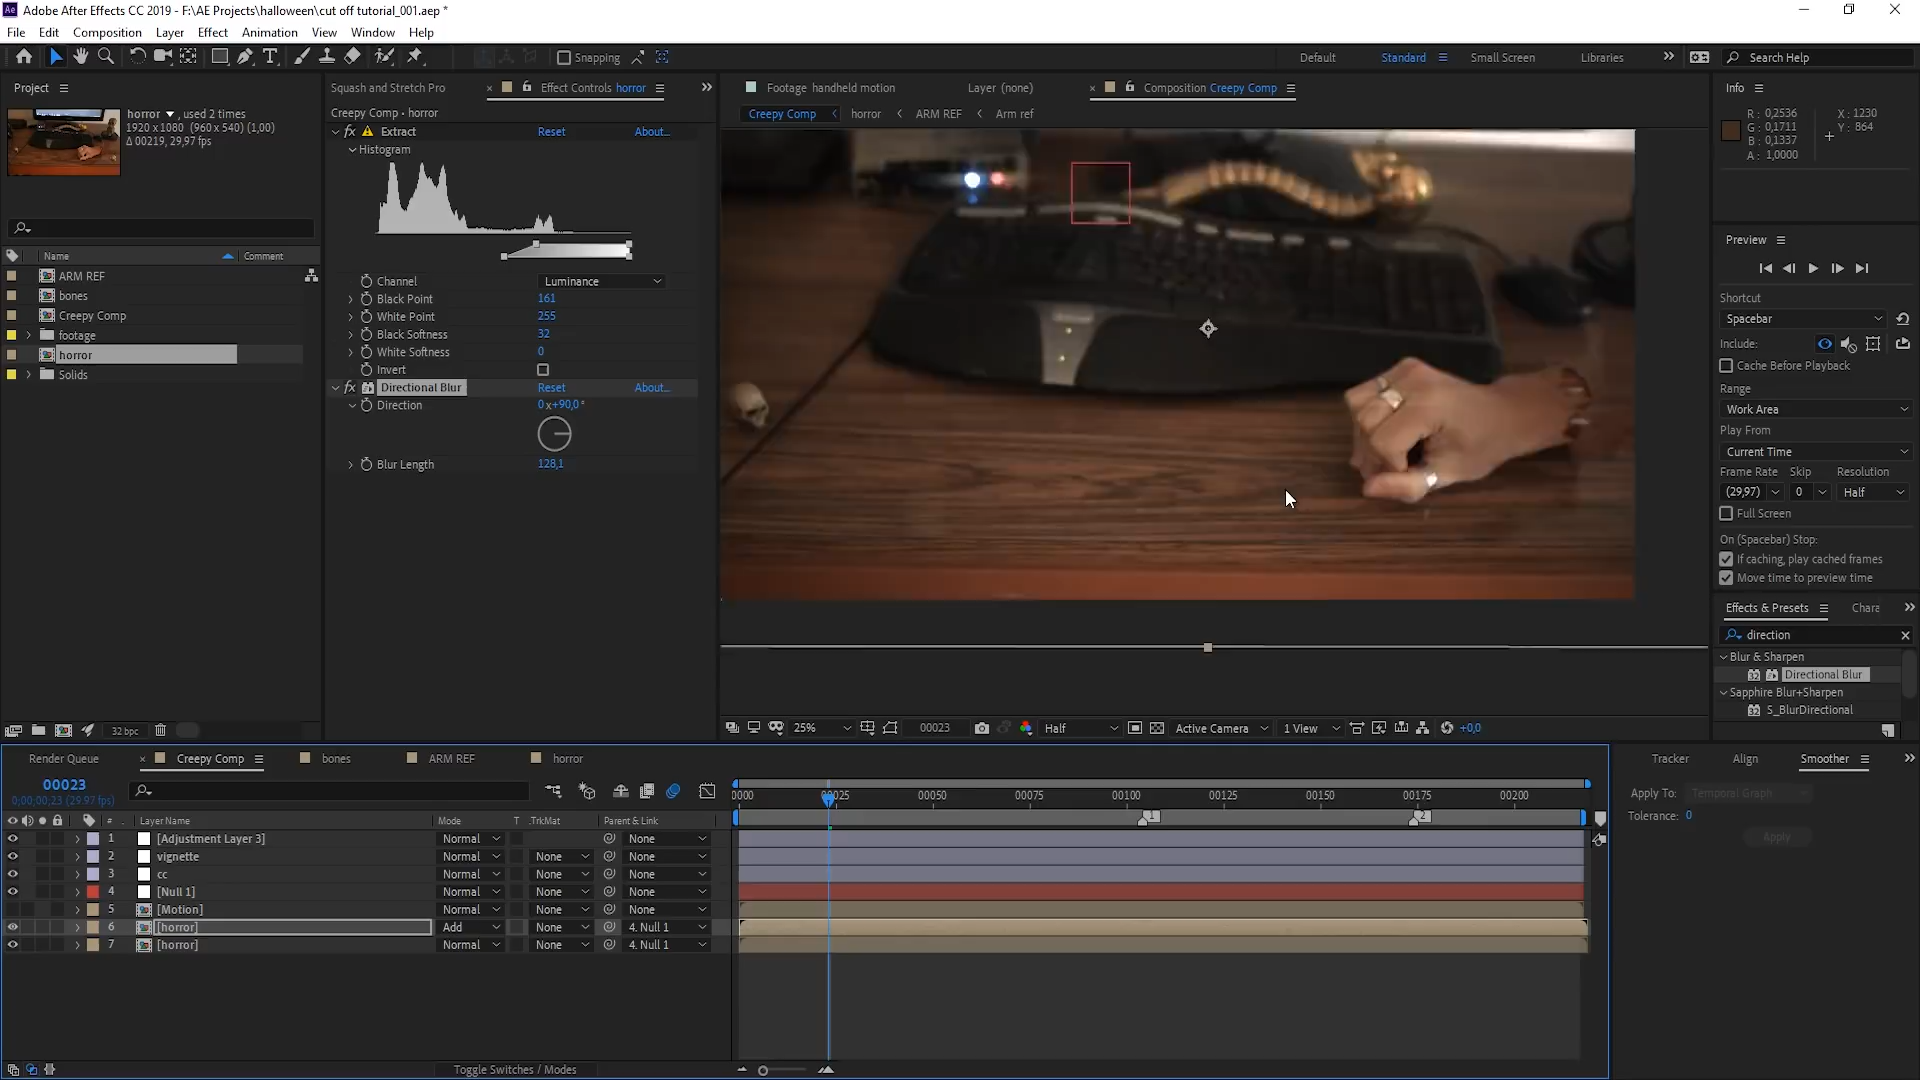 Adobe After Effects CC 2019 - F:\AE Projects\halloween\cut off tutorial_001.aep *
File Edit Composition Layer Effect Animation View Window Help
Snapping Default Standard Small Screen Libraries Search Help
Project
horror , used 2 times
1920 x 1080 (960 x 540) (1,00)
Δ 00219, 29,97 fps
Name Comment
ARM REF
bones
Creepy Comp
footage
horror
Solids
32 bpc
Squash and Stretch Pro Effect Controls horror
Creepy Comp • horror
fx Extract Reset About...
Histogram
Channel Luminance
Black Point 161
White Point 255
Black Softness 32
White Softness 0
Invert
fx Directional Blur Reset About...
Direction 0x+90,0°
Blur Length 128,1
Footage handheld motion Layer (none) Composition Creepy Comp
Creepy Comp horror ARM REF Arm ref
25% 00023 Half Active Camera 1 View +0,0
Info
R: 0,2536 X: 1230
G: 0,1711 Y: 864
B: 0,1337
A: 1,0000
Preview
Shortcut
Spacebar
Include:
Cache Before Playback
Range
Work Area
Play From
Current Time
Frame Rate Skip Resolution
(29,97) 0 Half
Full Screen
On (Spacebar) Stop:
If caching, play cached frames
Move time to preview time
Effects & Presets Chara
direction
Blur & Sharpen
32 Directional Blur
Sapphire Blur+Sharpen
32 S_BlurDirectional
Render Queue Creepy Comp bones ARM REF horror
00023
0;00;00;23 (29.97 fps)
# Layer Name Mode T .TrkMat Parent & Link
1 [Adjustment Layer 3] Normal None
2 vignette Normal None None
3 cc Normal None None
4 [Null 1] Normal None None
5 [Motion] Normal None None
6 [horror] Add None 4. Null 1
7 [horror] Normal None 4. Null 1
Toggle Switches / Modes
0000 00025 00050 00075 00100 00125 00150 00175 00200
1 2
Tracker Align Smoother
Apply To: Temporal Graph
Tolerance: 0
Apply